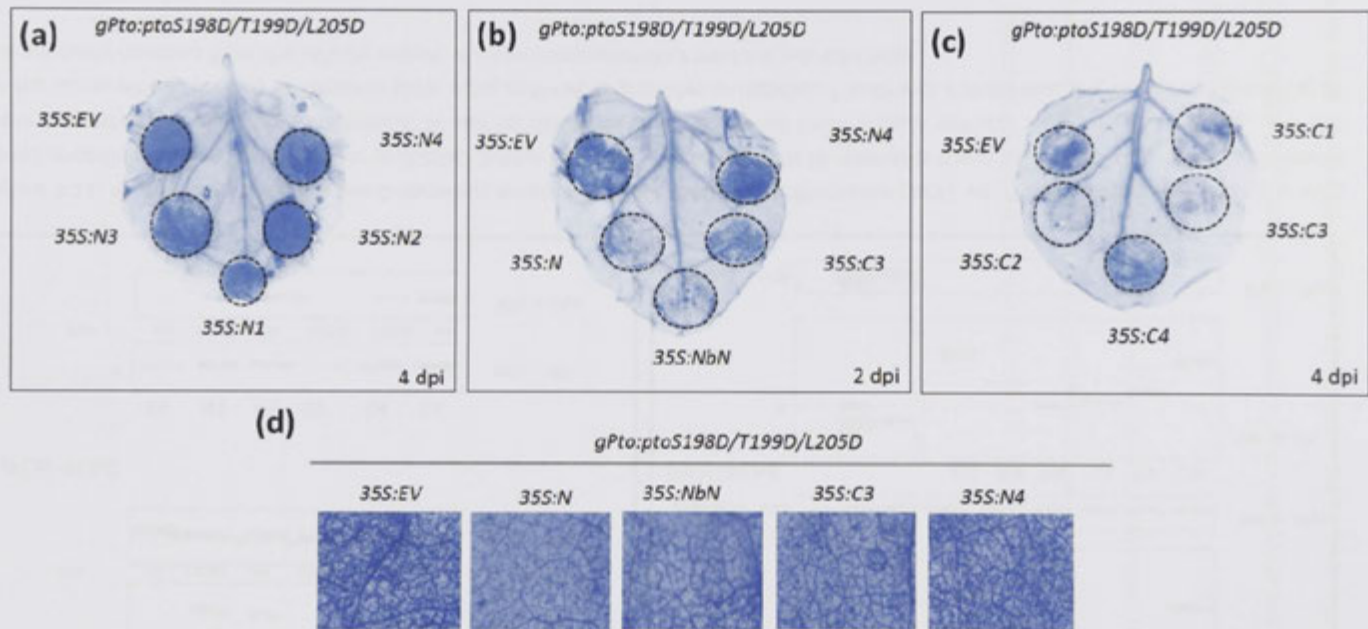 (a)
gPto:ptoS198D/T199D/L205D
35S:EV
35S:N4
35S:N3
35S:N2
35S:N1
4 dpi
(b)
gPto:ptoS198D/T199D/L205D
35S:EV
35S:N4
35S:N
35S:C3
35S:NbN
2 dpi
(c)
gPto:ptoS198D/T199D/L205D
35S:EV
35S:C1
35S:C2
35S:C3
35S:C4
4 dpi
(d)
gPto:ptoS198D/T199D/L205D
35S:EV 35S:N 35S:NbN 35S:C3 35S:N4